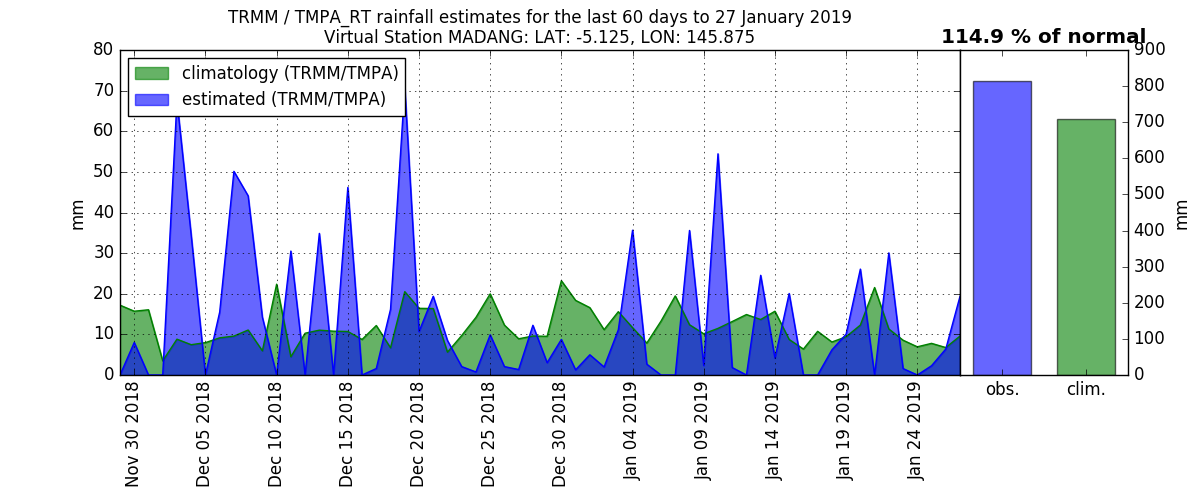 TRMM / TMPA_RT rainfall estimates for the last 60 days to 27 January 2019
Virtual Station MADANG: LAT: -5.125, LON: 145.875
114.9 % of normal
climatology (TRMM/TMPA)
estimated (TRMM/TMPA)
mm
80
70
60
50
40
30
20
10
0
Nov 30 2018
Dec 05 2018
Dec 10 2018
Dec 15 2018
Dec 20 2018
Dec 25 2018
Dec 30 2018
Jan 04 2019
Jan 09 2019
Jan 14 2019
Jan 19 2019
Jan 24 2019
obs.
clim.
900
800
700
600
500
400
300
200
100
0
mm